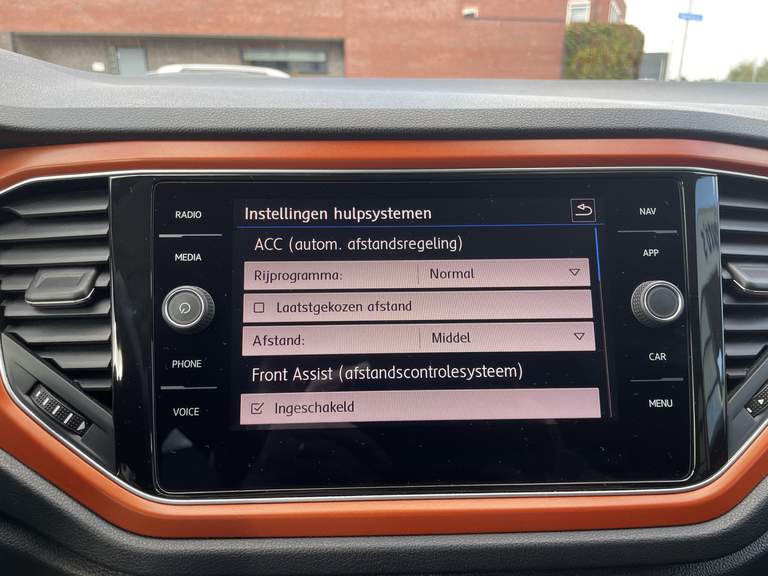 RADIO
MEDIA
PHONE
VOICE
Instellingen hulpsystemen
ACC (autom. afstandsregeling)
Rijprogramma: Normal
Laatstgekozen afstand
Afstand: Middel
Front Assist (afstandscontrolesysteem)
Ingeschakeld
NAV
APP
CAR
MENU